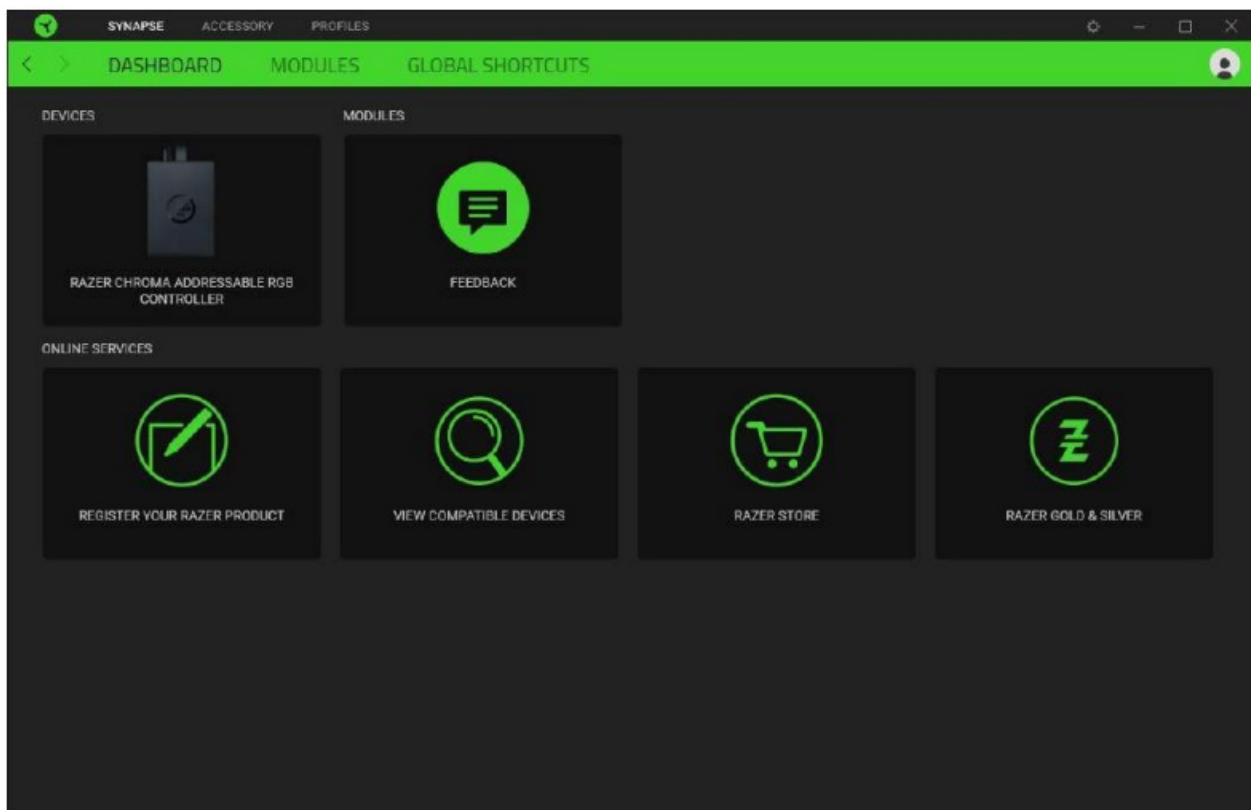 SYNAPSE ACCESSORY PROFILES
DASHBOARD MODULES GLOBAL SHORTCUTS
DEVICES MODULES
RAZER CHROMA ADDRESSABLE RGB
CONTROLLER
FEEDBACK
ONLINE SERVICES
REGISTER YOUR RAZER PRODUCT VIEW COMPATIBLE DEVICES RAZER STORE RAZER GOLD & SILVER